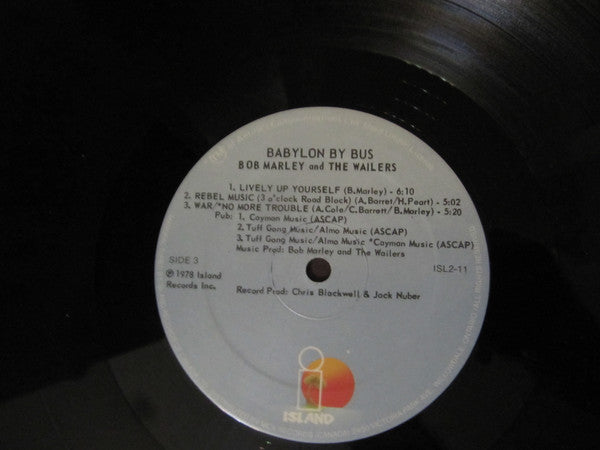 BABYLON BY BUS
BOB MARLEY and THE WAILERS
1. LIVELY UP YOURSELF (B.Marley) - 6:10
2. REBEL MUSIC (3 o'clock Road Block) (A.Barret/H.Peart) - 5:02
3. WAR/*NO MORE TROUBLE (A.Cole/C.Barrett/B.Marley) - 5:20
Pub: 1. Cayman Music (ASCAP)
2. Tuff Gong Music/Almo Music (ASCAP)
3. Tuff Gong Music/Almo Music *Cayman Music (ASCAP)
Music Prod: Bob Marley and The Wailers
SIDE 3
ISL2-11
℗ 1978 Island
Records Inc.
Record Prod: Chris Blackwell & Jack Nuber
i
ISLAND